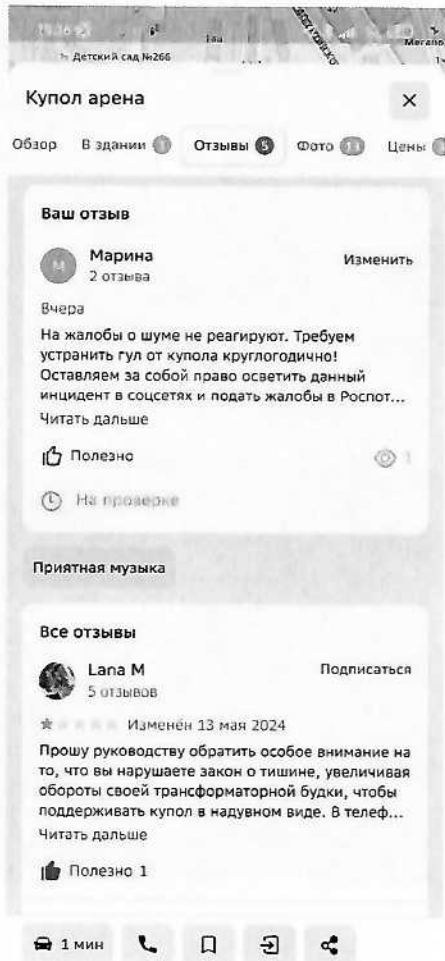 Детский сад №266
Купол арена
Обзор В здании Отзывы 5 Фото 13 Цены
Ваш отзыв
М Марина Изменить
2 отзыва
Вчера
На жалобы о шуме не реагируют. Требуем
устранить гул от купола круглогодично!
Оставляем за собой право осветить данный
инцидент в соцсетях и подать жалобы в Роспот...
Читать дальше
Полезно 1
На проверке
Приятная музыка
Все отзывы
Lana M Подписаться
5 отзывов
Изменён 13 мая 2024
Прошу руководству обратить особое внимание на
то, что вы нарушаете закон о тишине, увеличивая
обороты своей трансформаторной будки, чтобы
поддерживать купол в надувном виде. В телеф...
Читать дальше
Полезно 1
1 мин